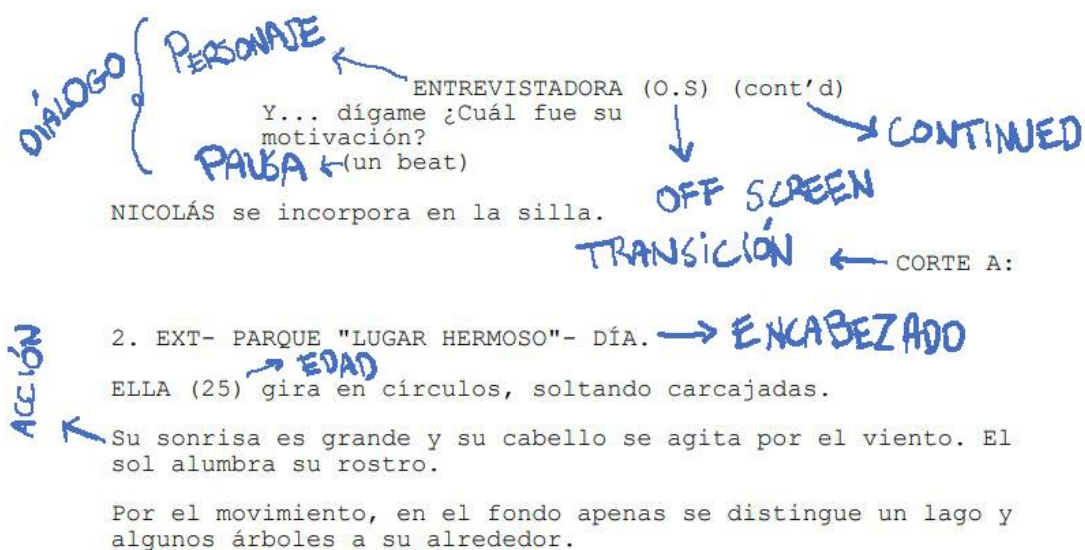 DIÁLOGO
PERSONAJE
ENTREVISTADORA (O.S) (cont'd)
Y... dígame ¿Cuál fue su
motivación?
CONTINUED
PAUSA (un beat)
OFF SCREEN
NICOLÁS se incorpora en la silla.
TRANSICIÓN CORTE A:
2. EXT- PARQUE "LUGAR HERMOSO"- DÍA. ENCABEZADO
EDAD
ELLA (25) gira en círculos, soltando carcajadas.
ACCIÓN
Su sonrisa es grande y su cabello se agita por el viento. El
sol alumbra su rostro.
Por el movimiento, en el fondo apenas se distingue un lago y
algunos árboles a su alrededor.